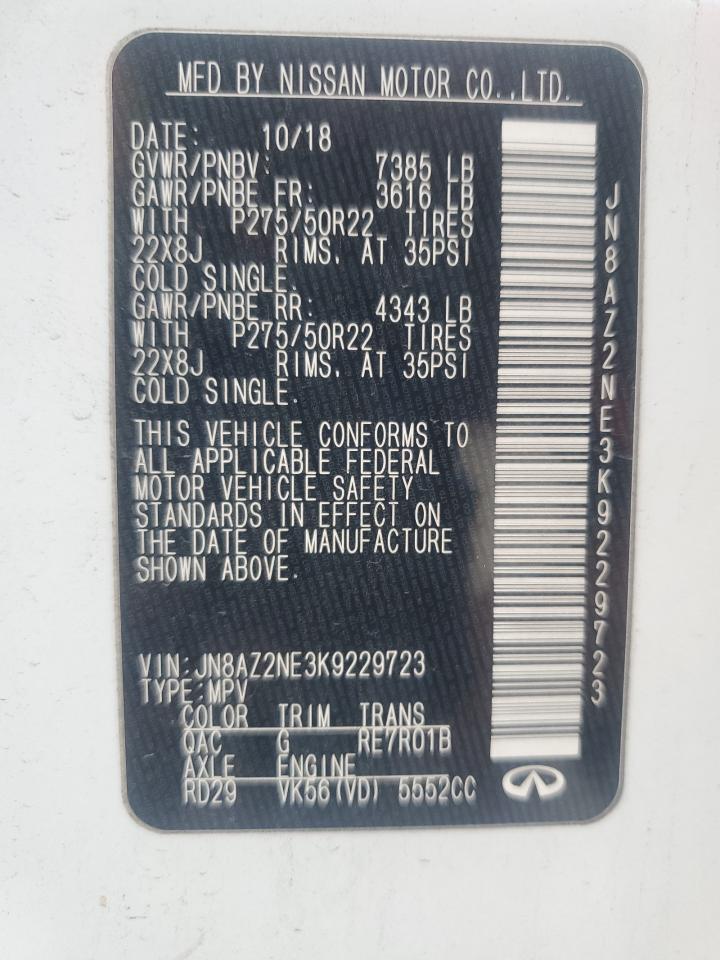 MFD BY NISSAN MOTOR CO.,LTD.
DATE: 10/18
GVWR/PNBV: 7385 LB
GAWR/PNBE FR: 3616 LB
WITH P275/50R22 TIRES
22X8J RIMS. AT 35PSI
COLD SINGLE.
GAWR/PNBE RR: 4343 LB
WITH P275/50R22 TIRES
22X8J RIMS. AT 35PSI
COLD SINGLE.
THIS VEHICLE CONFORMS TO
ALL APPLICABLE FEDERAL
MOTOR VEHICLE SAFETY
STANDARDS IN EFFECT ON
THE DATE OF MANUFACTURE
SHOWN ABOVE.
VIN:JN8AZ2NE3K9229723
TYPE:MPV
COLOR TRIM TRANS
QAC G RE7R01B
AXLE ENGINE
RD29 VK56(VD) 5552CC
JN8AZ2NE3K9229723